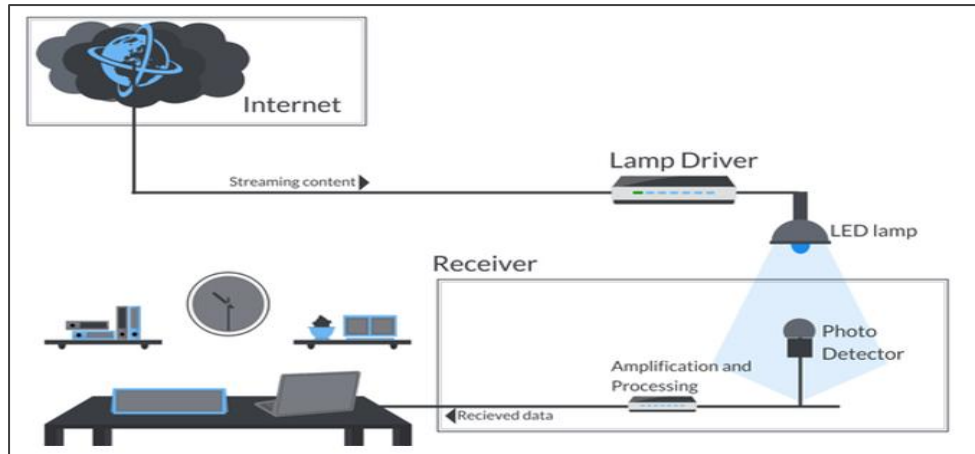 Internet
Streaming content
Lamp Driver
LED lamp
Receiver
Photo
Detector
Amplification and
Processing
Recieved data